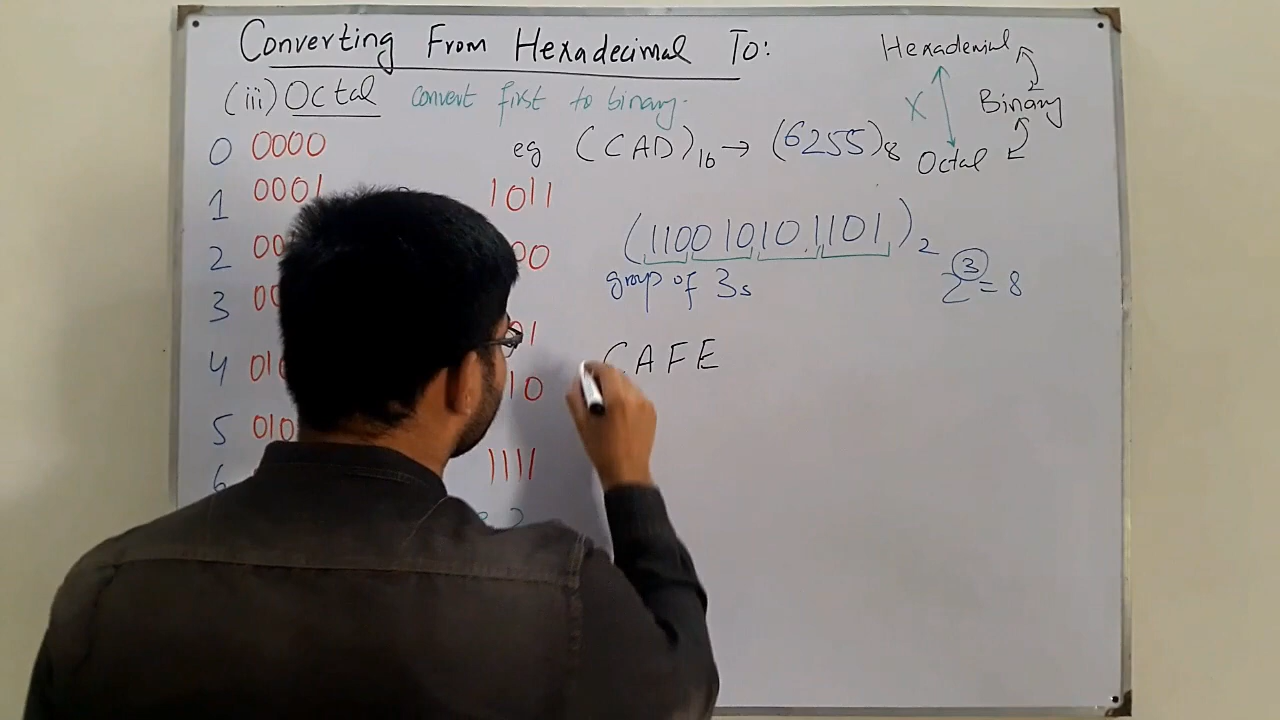 Converting From Hexadecimal To:
(iii) Octal convert first to binary.
Hexadecimal
Binary
X
Octal
eg (CAD)16 → (6255)8
(110010101101)2
group of 3s
2^3 = 8
CAFE
0 0000
1 0001
2 00
3 00
4 010
5 010
6
1011
00
01
10
1111